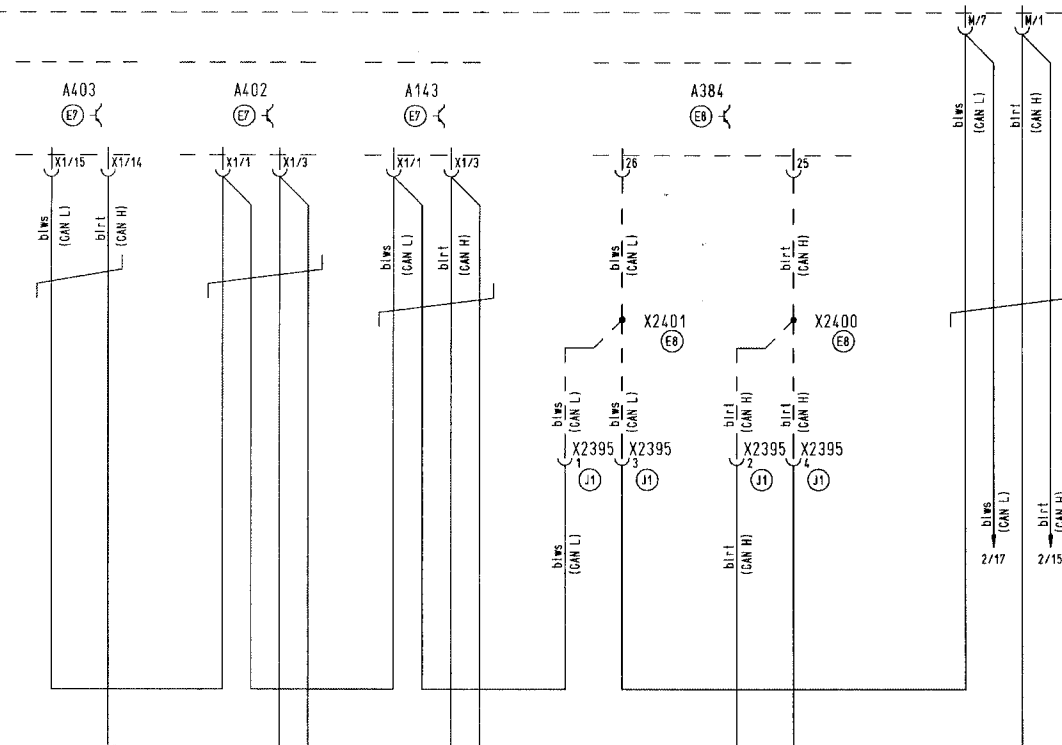 M/7 M/1
A403 A402 A143 A384
E7 E7 E7 E8
X1/15 X1/14 X1/1 X1/3 X1/1 X1/3 26 25
blws (CAN L) blrt (CAN H)
blws (CAN L) blrt (CAN H) blws (CAN L) blrt (CAN H) blws (CAN L) blrt (CAN H)
X2401 X2400
E8 E8
blws (CAN L) blws (CAN L) blrt (CAN H) blrt (CAN H)
X2395 X2395 X2395 X2395
1 3 2 4
J1 J1 J1 J1
blws (CAN L) blrt (CAN H) blws (CAN L) blrt (CAN H)
2/17 2/15